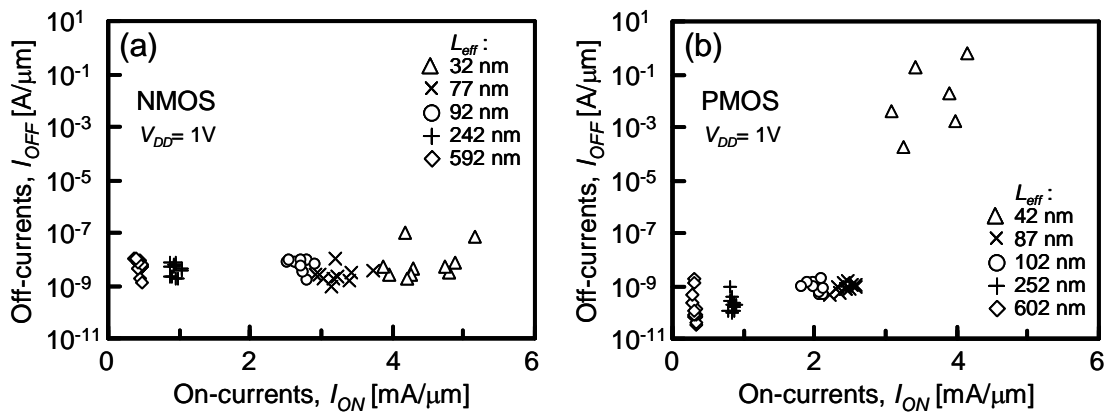 (a)
Off-currents, I_OFF [A/μm]
10^1
10^-1
10^-3
10^-5
10^-7
10^-9
10^-11
NMOS
V_DD= 1V
L_eff :
32 nm
77 nm
92 nm
242 nm
592 nm
0 1 2 3 4 5 6
On-currents, I_ON [mA/μm]
(b)
Off-currents, I_OFF [A/μm]
10^1
10^-1
10^-3
10^-5
10^-7
10^-9
10^-11
PMOS
V_DD= 1V
L_eff :
42 nm
87 nm
102 nm
252 nm
602 nm
0 2 4 6
On-currents, I_ON [mA/μm]